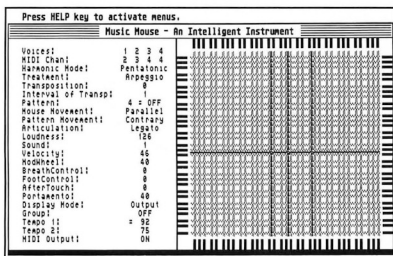 Press HELP key to activate menus.
Music Mouse - An Intelligent Instrument
Voices: 1 2 3 4
MIDI Chan: 2 3 4 4
Harmonic Mode: Pentatonic
Treatment: Arpeggio
Transposition: 0
Interval of Transp: 1
Pattern: 4 = OFF
Mouse Movement: Parallel
Pattern Movement: Contrary
Articulation: Legato
Loudness: 126
Sound: 1
Velocity: 46
ModWheel: 40
BreathControl: 0
FootControl: 0
AfterTouch: 0
Portamento: 40
Display Mode: Output
Group: OFF
Tempo 1: = 92
Tempo 2: 75
MIDI Output: ON